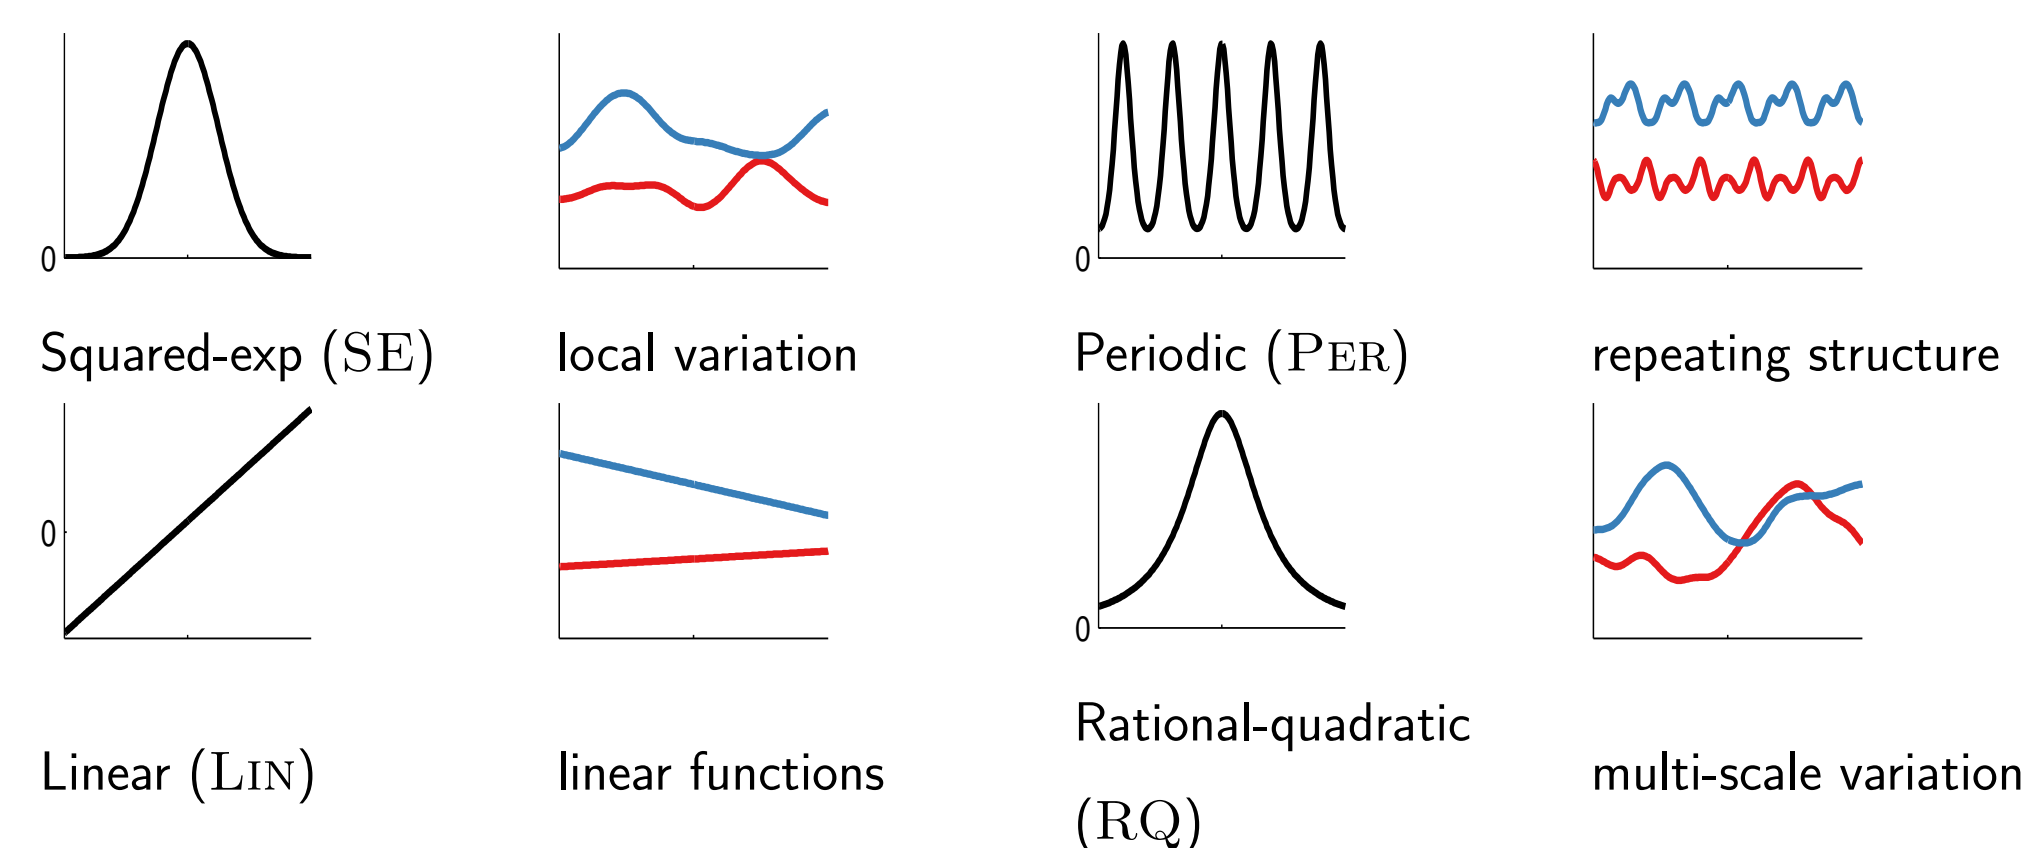 0
0
Squared-exp (SE)
local variation
Periodic (PER)
repeating structure
0
0
Linear (LIN)
linear functions
Rational-quadratic
(RQ)
multi-scale variation